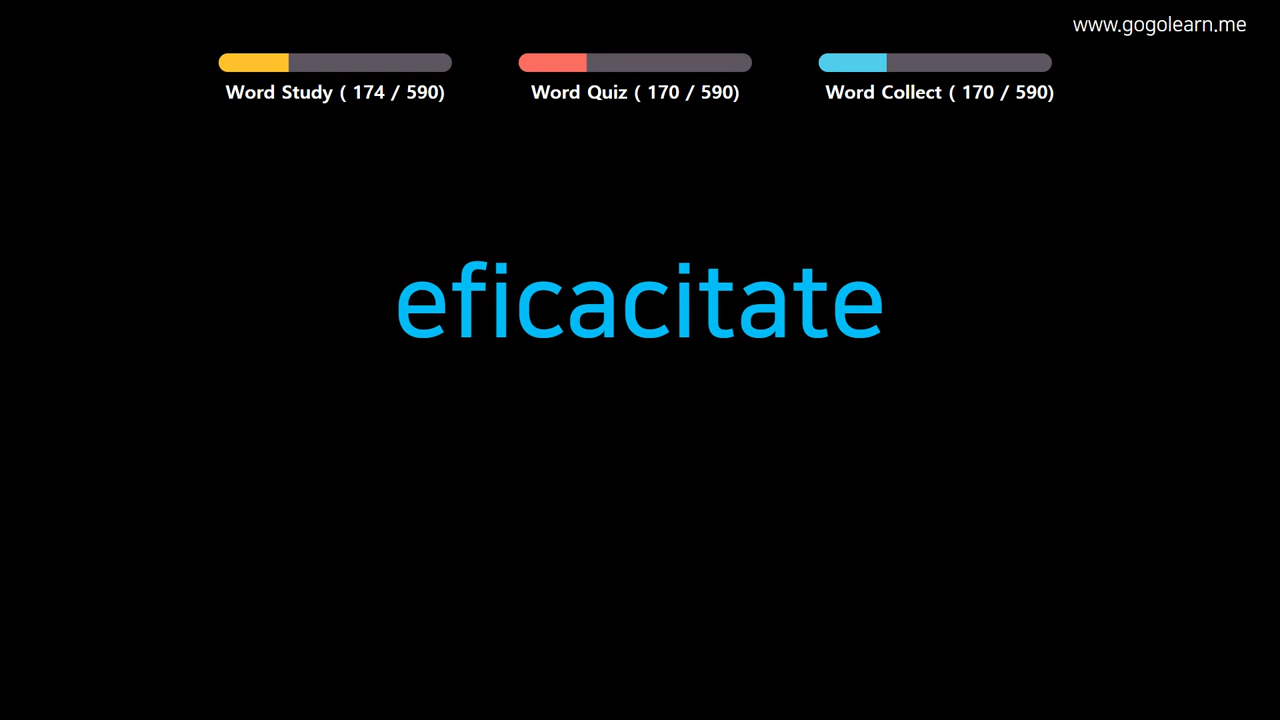 www.gogolearn.me
Word Study ( 174 / 590)
Word Quiz ( 170 / 590)
Word Collect ( 170 / 590)
eficacitate